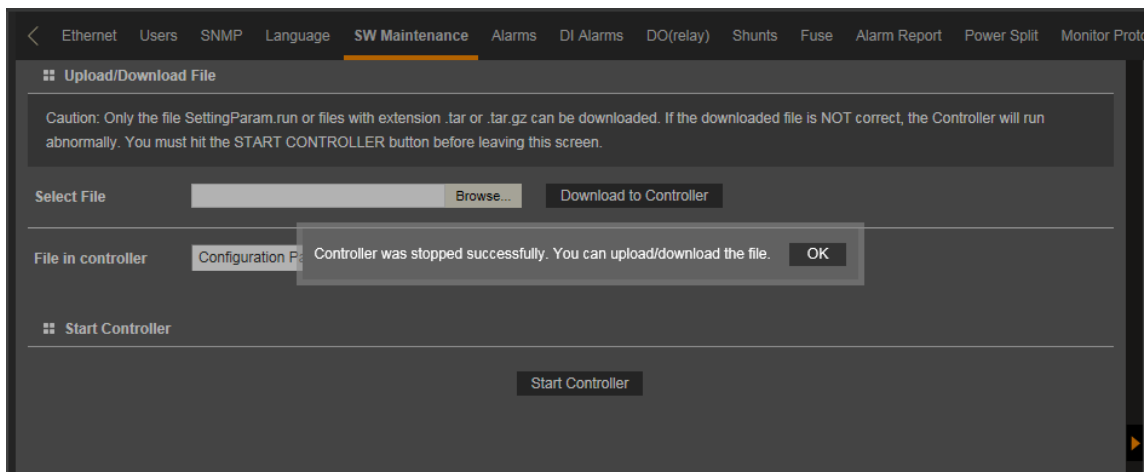 Ethernet Users SNMP Language SW Maintenance Alarms DI Alarms DO(relay) Shunts Fuse Alarm Report Power Split Monitor
Upload/Download File
Caution: Only the file SettingParam.run or files with extension .tar or .tar.gz can be downloaded. If the downloaded file is NOT correct, the Controller will run
abnormally. You must hit the START CONTROLLER button before leaving this screen.
Select File Browse... Download to Controller
File in controller Configuration
Controller was stopped successfully. You can upload/download the file. OK
Start Controller
Start Controller